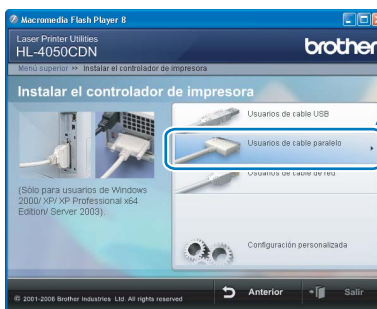 Macromedia Flash Player 8
Laser Printer Utilities
HL-4050CDN
brother
Menú superior >> Instalar el controlador de impresora
Instalar el controlador de impresora
Usuarios de cable USB
Usuarios de cable paralelo
Usuarios de cable de red
(Sólo para usuarios de Windows
2000/ XP/ XP Professional x64
Edition/ Server 2003).
Configuración personalizada
© 2001-2006 Brother Industries Ltd. All rights reserved
Anterior
Salir